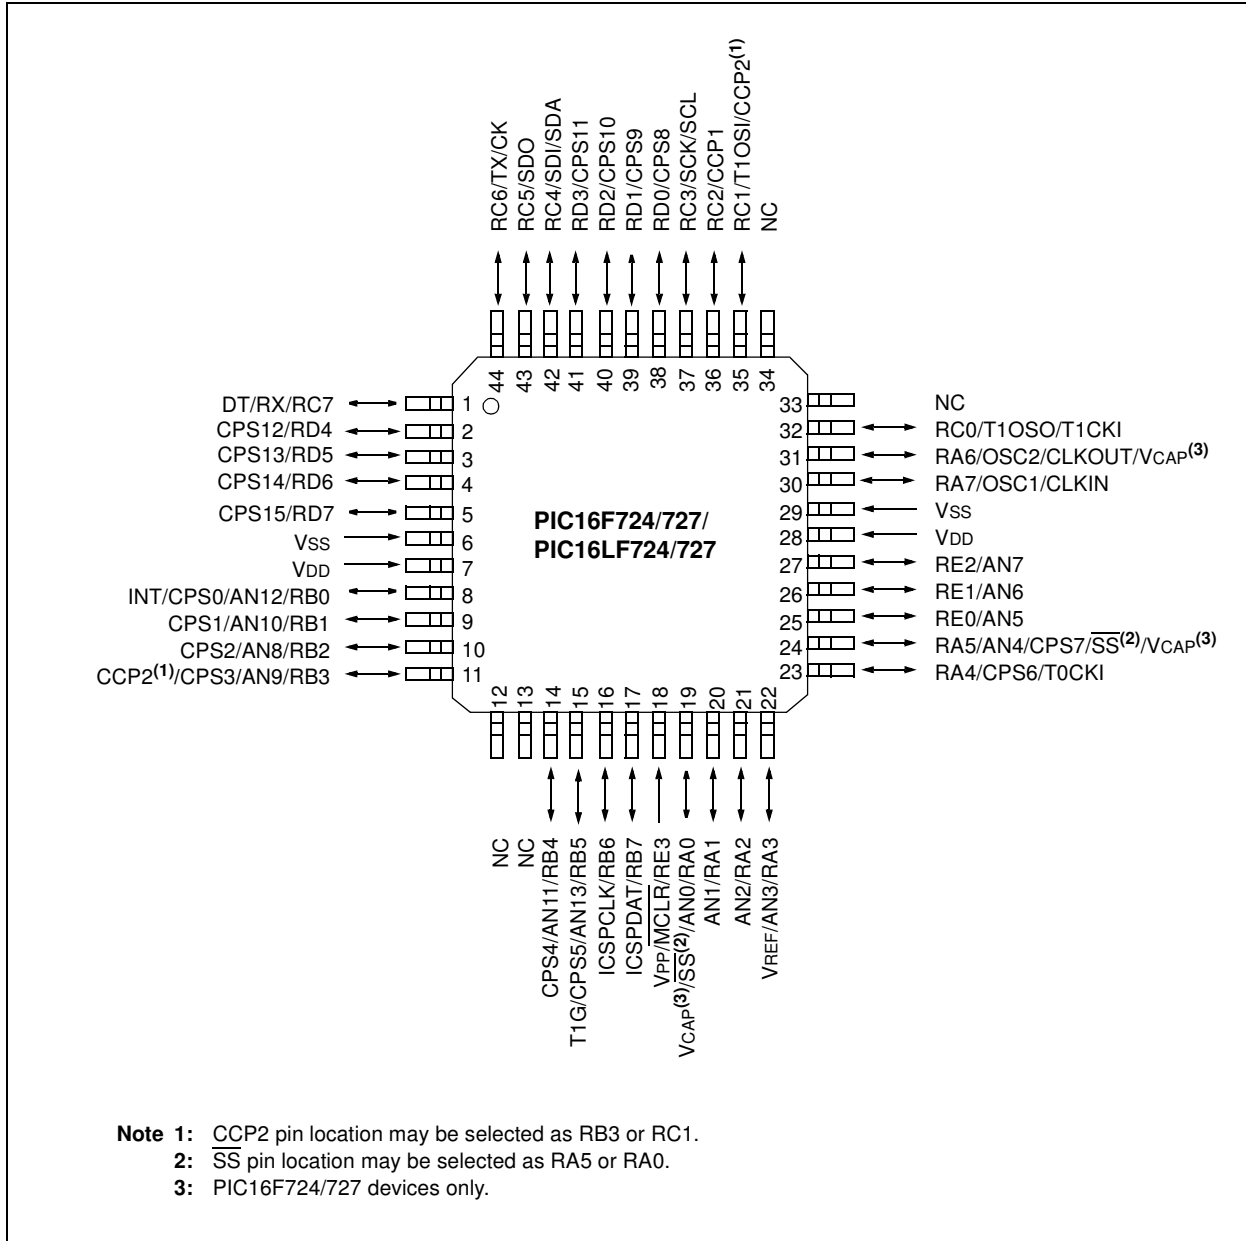 RC6/TX/CK
RC5/SDO
RC4/SDI/SDA
RD3/CPS11
RD2/CPS10
RD1/CPS9
RD0/CPS8
RC3/SCK/SCL
RC2/CCP1
RC1/T1OSI/CCP2(1)
NC
44
43
42
41
40
39
38
37
36
35
34
DT/RX/RC7 1
CPS12/RD4 2
CPS13/RD5 3
CPS14/RD6 4
CPS15/RD7 5
VSS 6
VDD 7
INT/CPS0/AN12/RB0 8
CPS1/AN10/RB1 9
CPS2/AN8/RB2 10
CCP2(1)/CPS3/AN9/RB3 11
PIC16F724/727/
PIC16LF724/727
33 NC
32 RC0/T1OSO/T1CKI
31 RA6/OSC2/CLKOUT/VCAP(3)
30 RA7/OSC1/CLKIN
29 VSS
28 VDD
27 RE2/AN7
26 RE1/AN6
25 RE0/AN5
24 RA5/AN4/CPS7/SS(2)/VCAP(3)
23 RA4/CPS6/T0CKI
12
13
14
15
16
17
18
19
20
21
22
NC
NC
CPS4/AN11/RB4
T1G/CPS5/AN13/RB5
ICSPCLK/RB6
ICSPDAT/RB7
VPP/MCLR/RE3
VCAP(3)/SS(2)/AN0/RA0
AN1/RA1
AN2/RA2
VREF/AN3/RA3
Note 1: CCP2 pin location may be selected as RB3 or RC1.
2: SS pin location may be selected as RA5 or RA0.
3: PIC16F724/727 devices only.